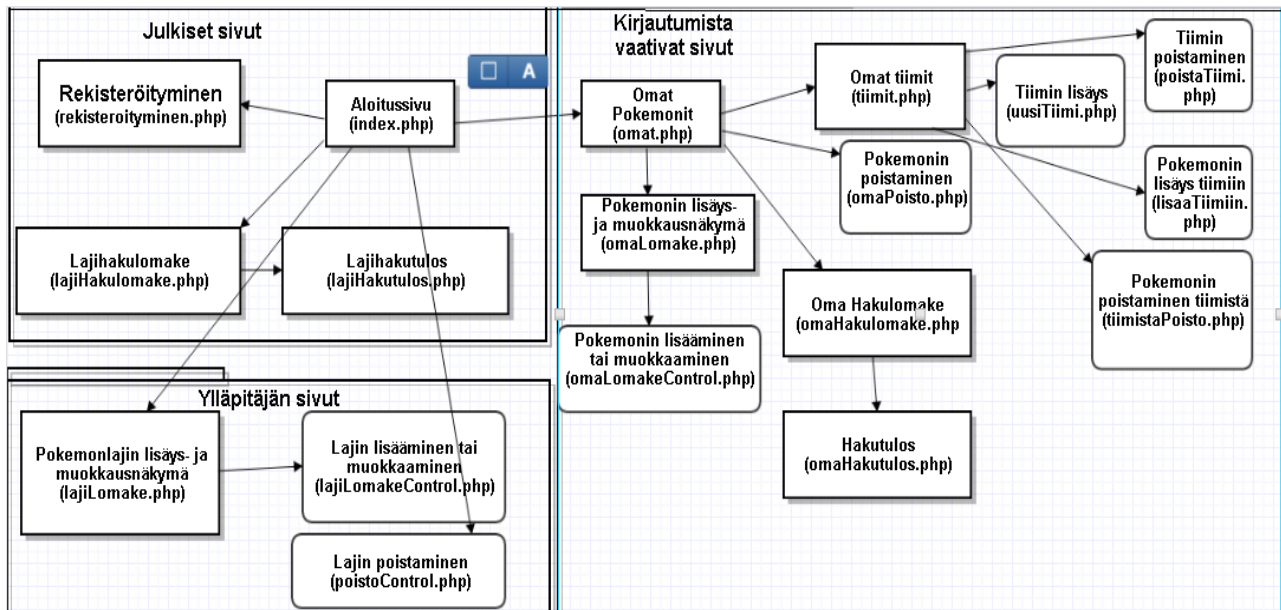 Julkiset sivut
Rekisteröityminen
(rekisteroityminen.php)
Aloitussivu
(index.php)
A
Lajihakulomake
(lajiHakulomake.php)
Lajihakutulos
(lajiHakutulos.php)
Ylläpitäjän sivut
Pokemonlajin lisäys- ja
muokkausnäkymä
(lajiLomake.php)
Lajin lisääminen tai
muokkaaminen
(lajiLomakeControl.php)
Lajin poistaminen
(poistoControl.php)
Kirjautumista
vaativat sivut
Omat
Pokemonit
(omat.php)
Omat tiimit
(tiimit.php)
Tiimin
poistaminen
(poistaTiimi.
php)
Tiimin lisäys
(uusiTiimi.php)
Pokemonin
poistaminen
(omaPoisto.php)
Pokemonin
lisäys tiimiin
(lisaaTiimiin.
php)
Pokemonin lisäys-
ja muokkausnäkymä
(omaLomake.php)
Pokemonin
poistaminen tiimistä
(tiimistaPoisto.php)
Oma Hakulomake
(omaHakulomake.php
Pokemonin lisääminen
tai muokkaaminen
(omaLomakeControl.php)
Hakutulos
(omaHakutulos.php)